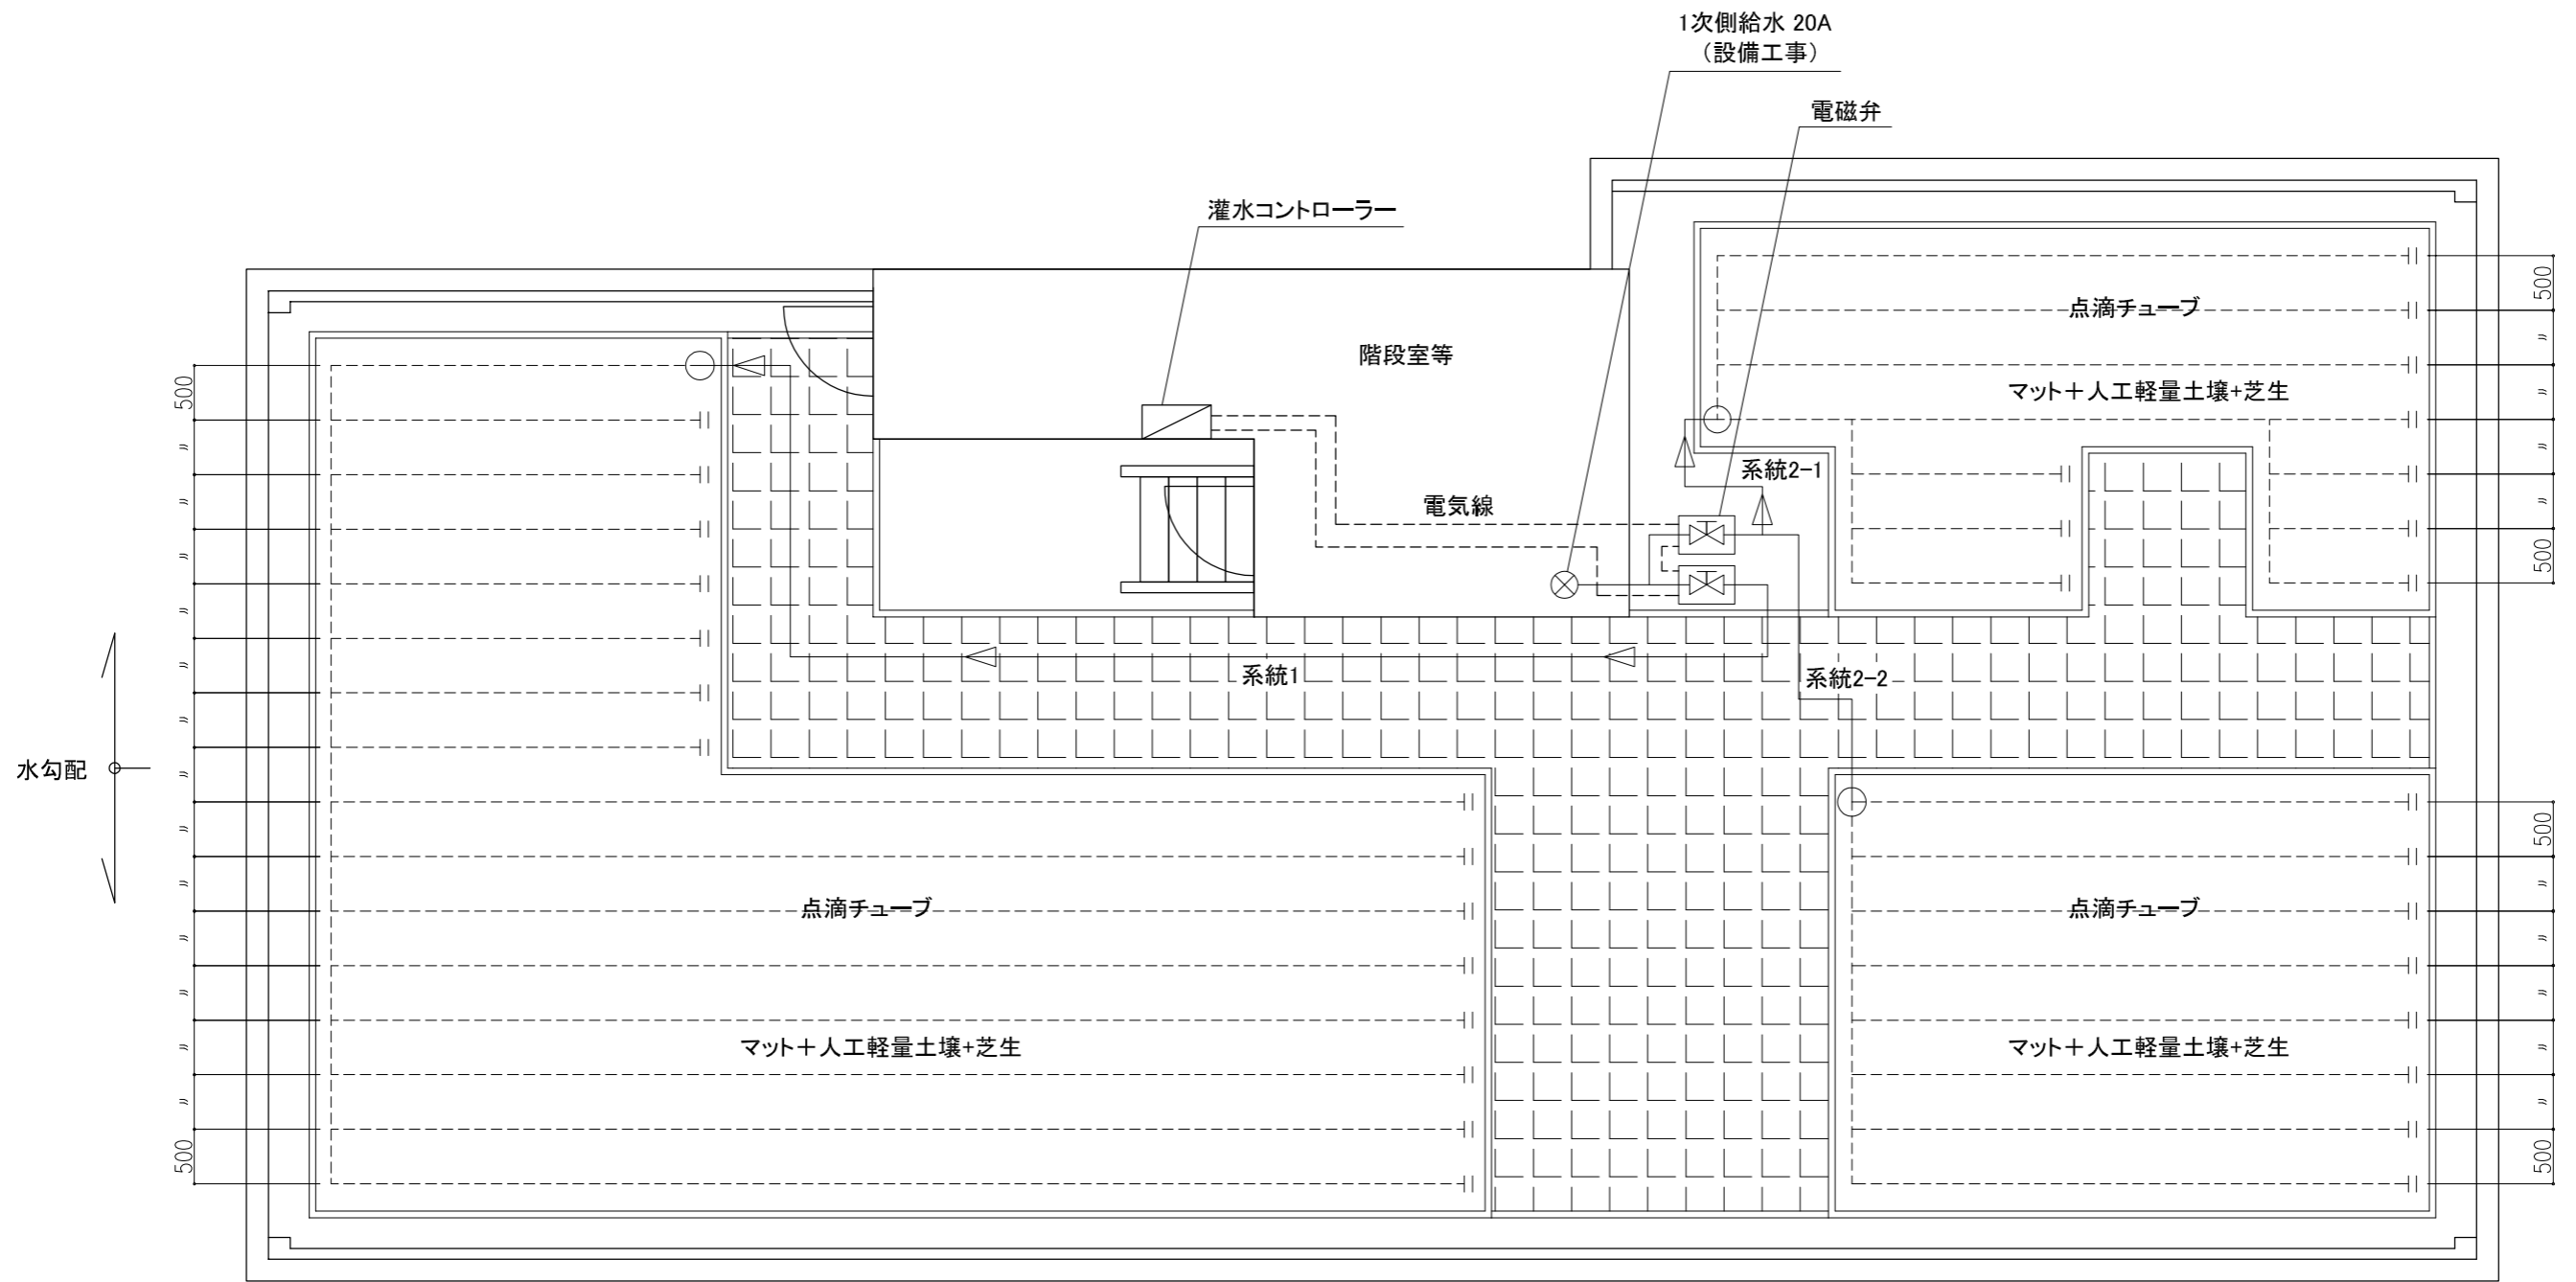 1次側給水 20A
（設備工事）
電磁弁
灌水コントローラー
500
点滴チューブ
〃
階段室等
500
マット＋人工軽量土壌+芝生
〃
〃
〃
系統2-1
〃
〃
電気線
〃
500
〃
〃
系統1
系統2-2
〃
水勾配
〃
〃
500
〃
〃
点滴チューブ
点滴チューブ
〃
〃
〃
〃
マット＋人工軽量土壌+芝生
マット＋人工軽量土壌+芝生
〃
〃
〃
〃
500
500